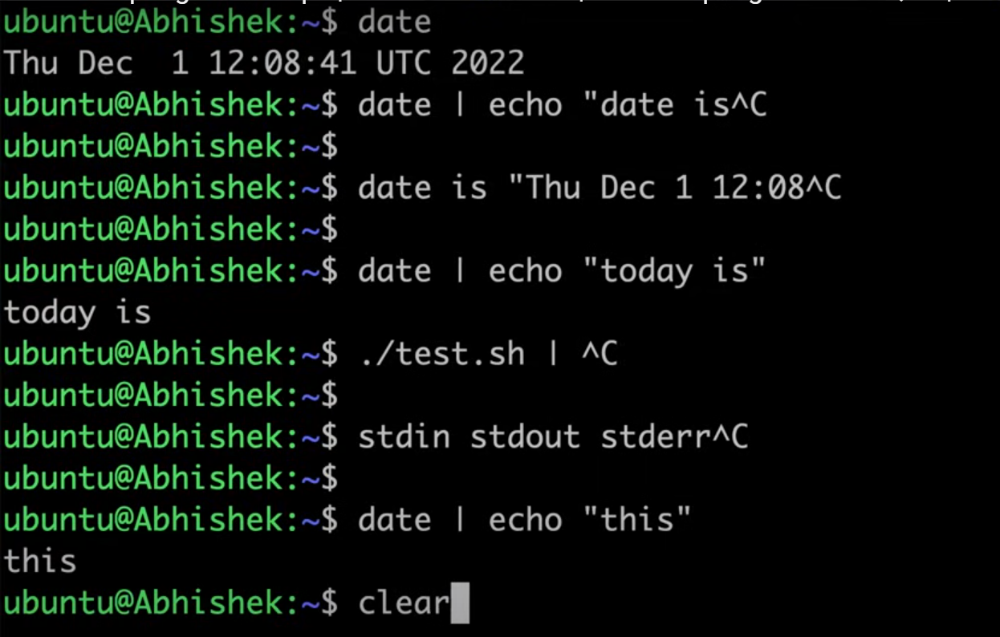 ubuntu@Abhishek:~$ date
Thu Dec  1 12:08:41 UTC 2022
ubuntu@Abhishek:~$ date | echo "date is^C
ubuntu@Abhishek:~$
ubuntu@Abhishek:~$ date is "Thu Dec 1 12:08^C
ubuntu@Abhishek:~$
ubuntu@Abhishek:~$ date | echo "today is"
today is
ubuntu@Abhishek:~$ ./test.sh | ^C
ubuntu@Abhishek:~$
ubuntu@Abhishek:~$ stdin stdout stderr^C
ubuntu@Abhishek:~$
ubuntu@Abhishek:~$ date | echo "this"
this
ubuntu@Abhishek:~$ clear